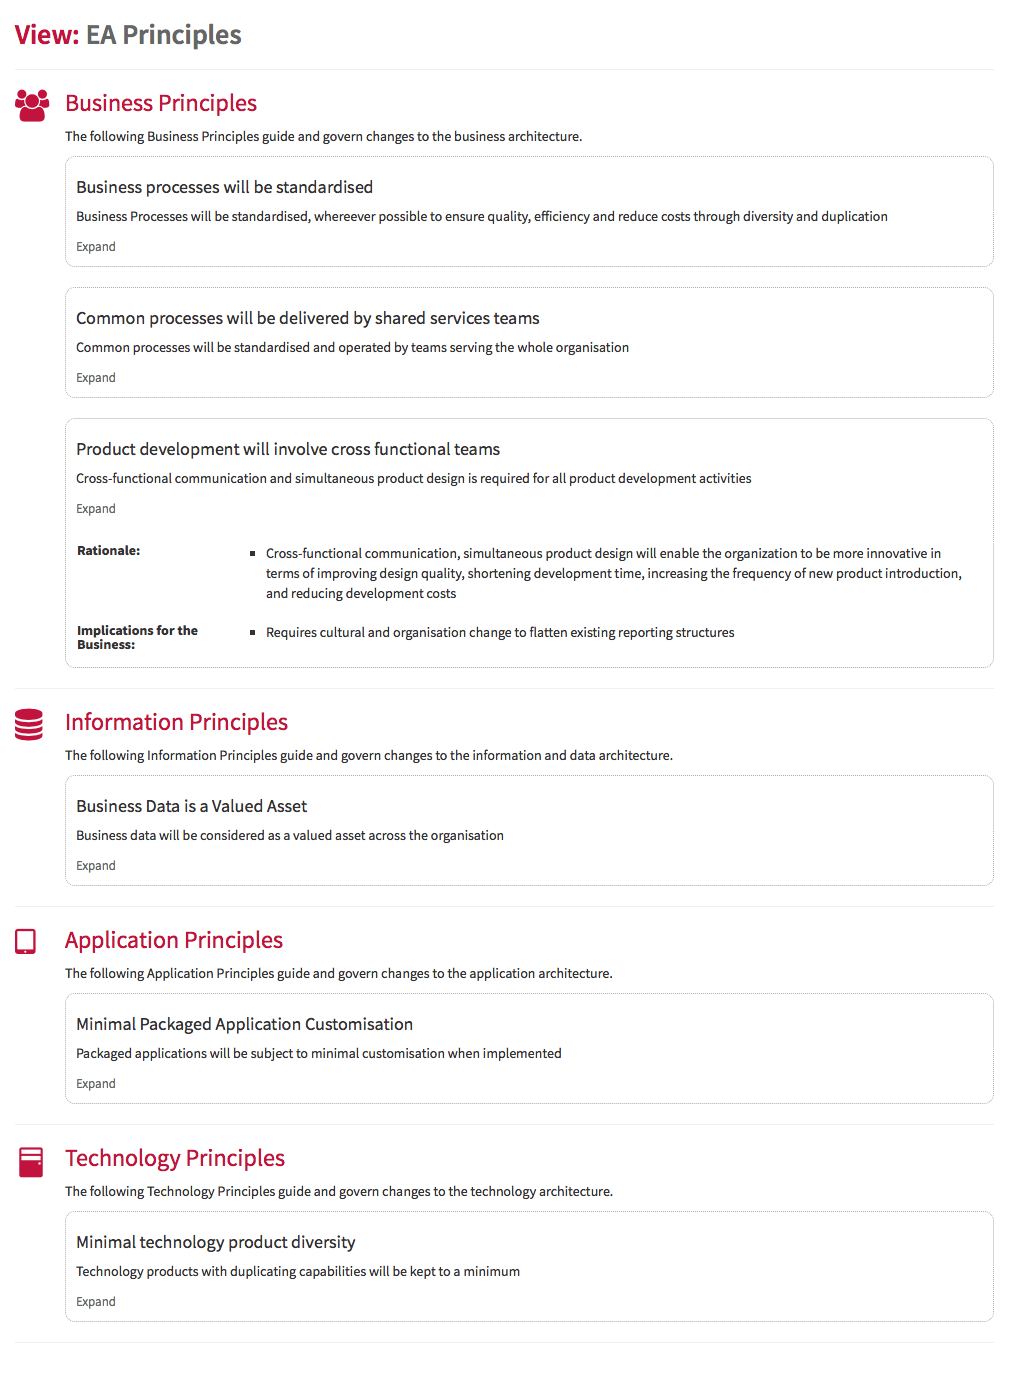 View: EA Principles
Business Principles
The following Business Principles guide and govern changes to the business architecture.
Business processes will be standardised
Business Processes will be standardised, whereever possible to ensure quality, efficiency and reduce costs through diversity and duplication
Expand
Common processes will be delivered by shared services teams
Common processes will be standardised and operated by teams serving the whole organisation
Expand
Product development will involve cross functional teams
Cross-functional communication and simultaneous product design is required for all product development activities
Expand
Rationale:
Cross-functional communication, simultaneous product design will enable the organization to be more innovative in
terms of improving design quality, shortening development time, increasing the frequency of new product introduction,
and reducing development costs
Implications for the
Business:
Requires cultural and organisation change to flatten existing reporting structures
Information Principles
The following Information Principles guide and govern changes to the information and data architecture.
Business Data is a Valued Asset
Business data will be considered as a valued asset across the organisation
Expand
Application Principles
The following Application Principles guide and govern changes to the application architecture.
Minimal Packaged Application Customisation
Packaged applications will be subject to minimal customisation when implemented
Expand
Technology Principles
The following Technology Principles guide and govern changes to the technology architecture.
Minimal technology product diversity
Technology products with duplicating capabilities will be kept to a minimum
Expand